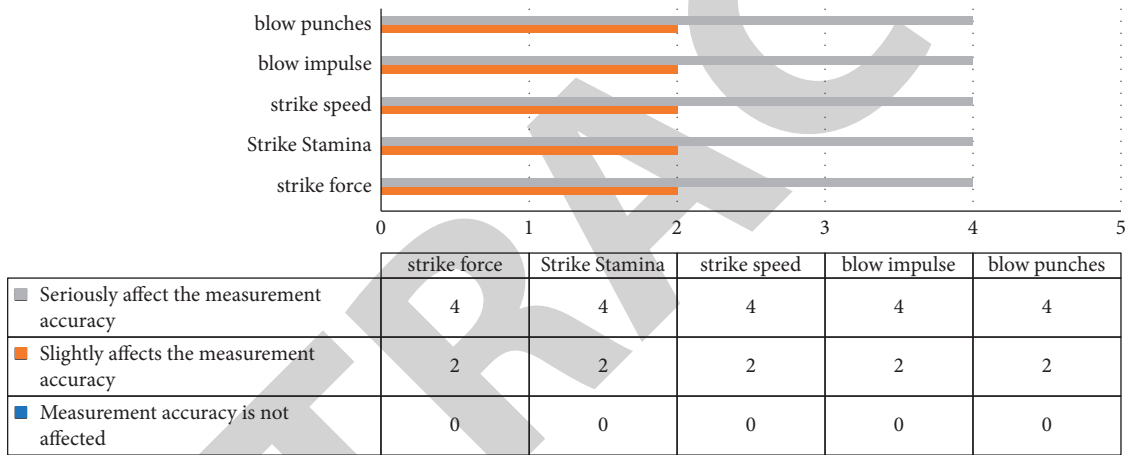 blow punches
blow impulse
strike speed
Strike Stamina
strike force
0 1 2 3 4 5
strike force Strike Stamina strike speed blow impulse blow punches
Seriously affect the measurement
accuracy
4 4 4 4 4
Slightly affects the measurement
accuracy
2 2 2 2 2
Measurement accuracy is not
affected
0 0 0 0 0
TRAC